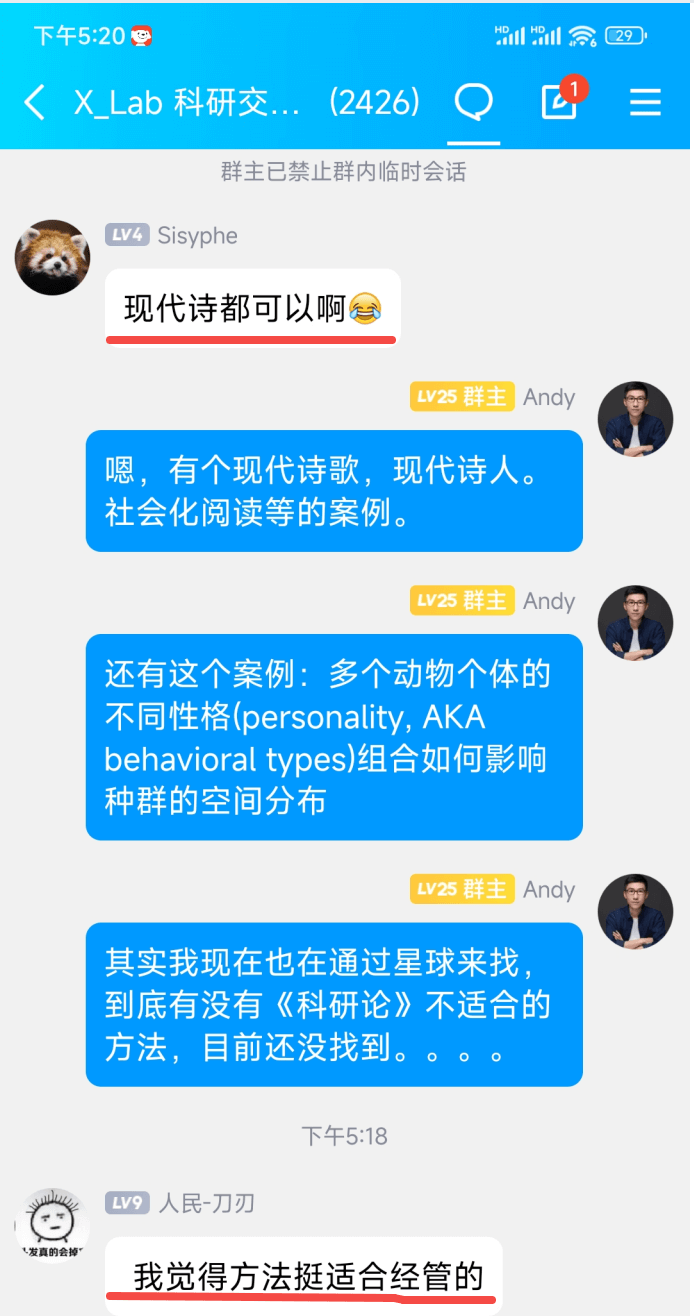 下午5:20
HD HD 29
X_Lab 科研交... (2426)
1
群主已禁止群内临时会话
LV4 Sisyphe
现代诗都可以啊😂
LV25 群主 Andy
嗯，有个现代诗歌，现代诗人。
社会化阅读等的案例。
LV25 群主 Andy
还有这个案例：多个动物个体的
不同性格(personality, AKA
behavioral types)组合如何影响
种群的空间分布
LV25 群主 Andy
其实我现在也在通过星球来找，
到底有没有《科研论》不适合的
方法，目前还没找到。。。。
下午5:18
LV9 人民-刀刃
发真的会掉
我觉得方法挺适合经管的